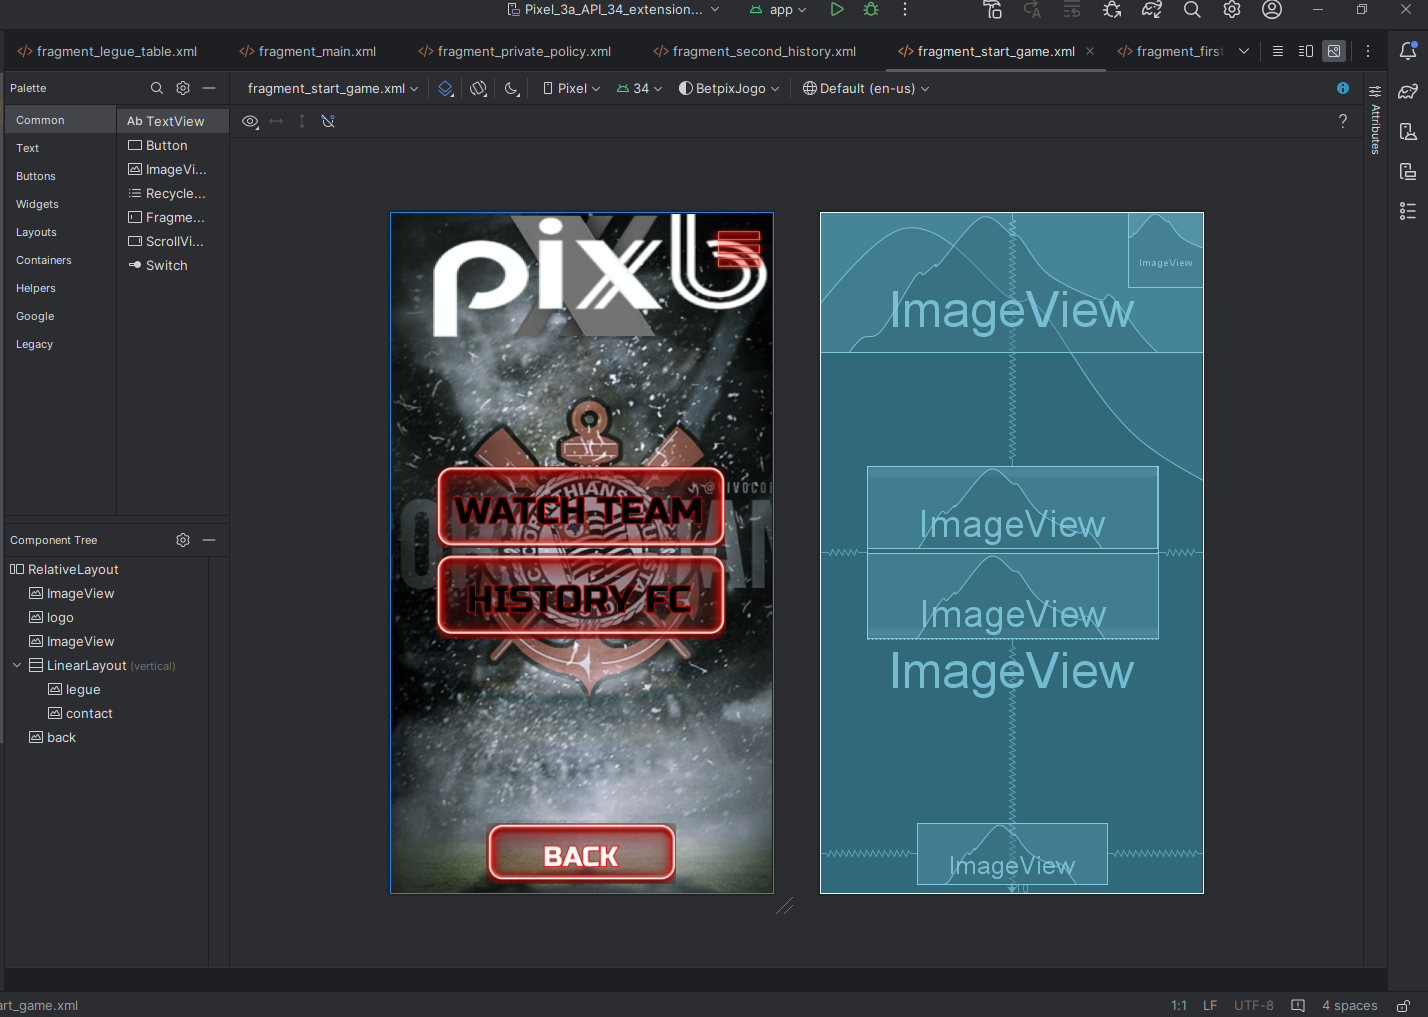 Pixel_3a_API_34_extension...
app
fragment_legue_table.xml
fragment_main.xml
fragment_private_policy.xml
fragment_second_history.xml
fragment_start_game.xml
fragment_firs
Palette
fragment_start_game.xml
Pixel
34
BetpixJogo
Default (en-us)
Attributes
Common
Text
Buttons
Widgets
Layouts
Containers
Helpers
Google
Legacy
Ab TextView
Button
ImageVi...
Recycle...
Fragme...
ScrollVi...
Switch
?
pixb
WATCH TEAM
HISTORY FC
BACK
ImageView
ImageView
ImageView
ImageView
ImageView
ImageView
Component Tree
RelativeLayout
ImageView
logo
ImageView
LinearLayout (vertical)
legue
contact
back
art_game.xml
1:1
LF
UTF-8
4 spaces